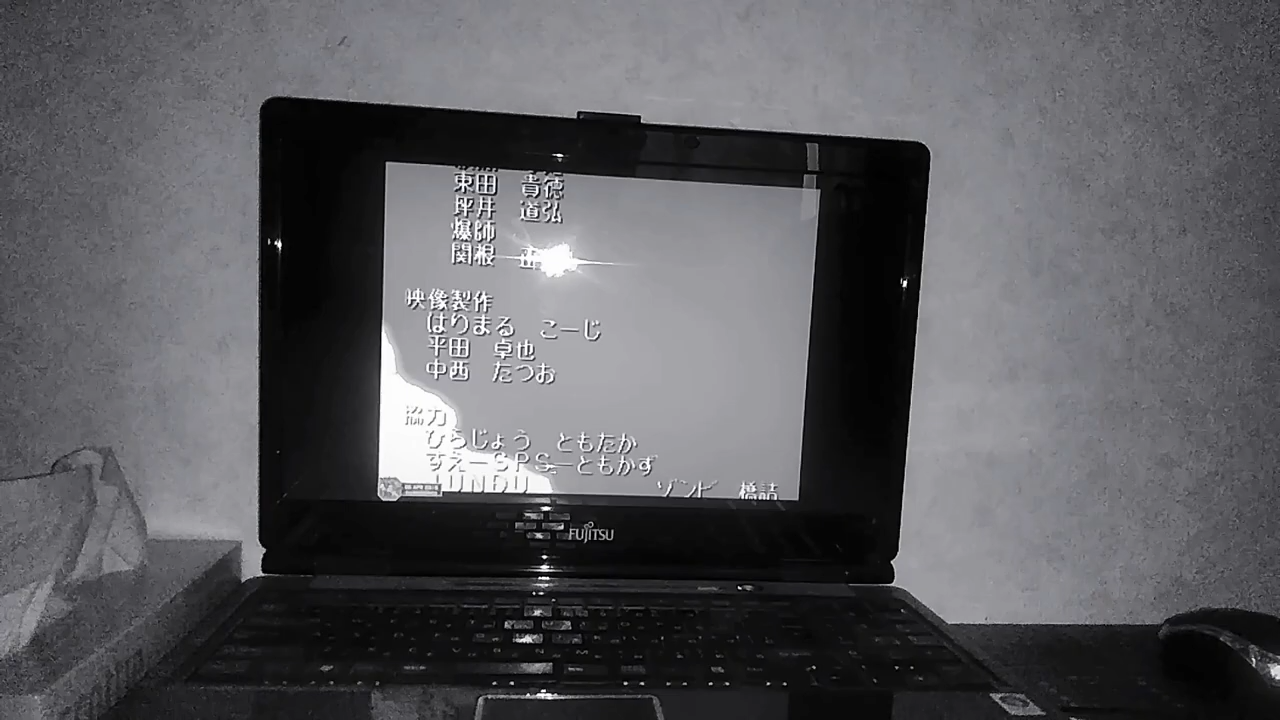 東田 貴徳
坪井 道弘
爆師
関根
映像製作
はりまる こーじ
平田 卓也
中西 たつお
協力
ひらじょう ともたか
すえーSPSーともかず
ゾンビ 橋詰
FUJITSU